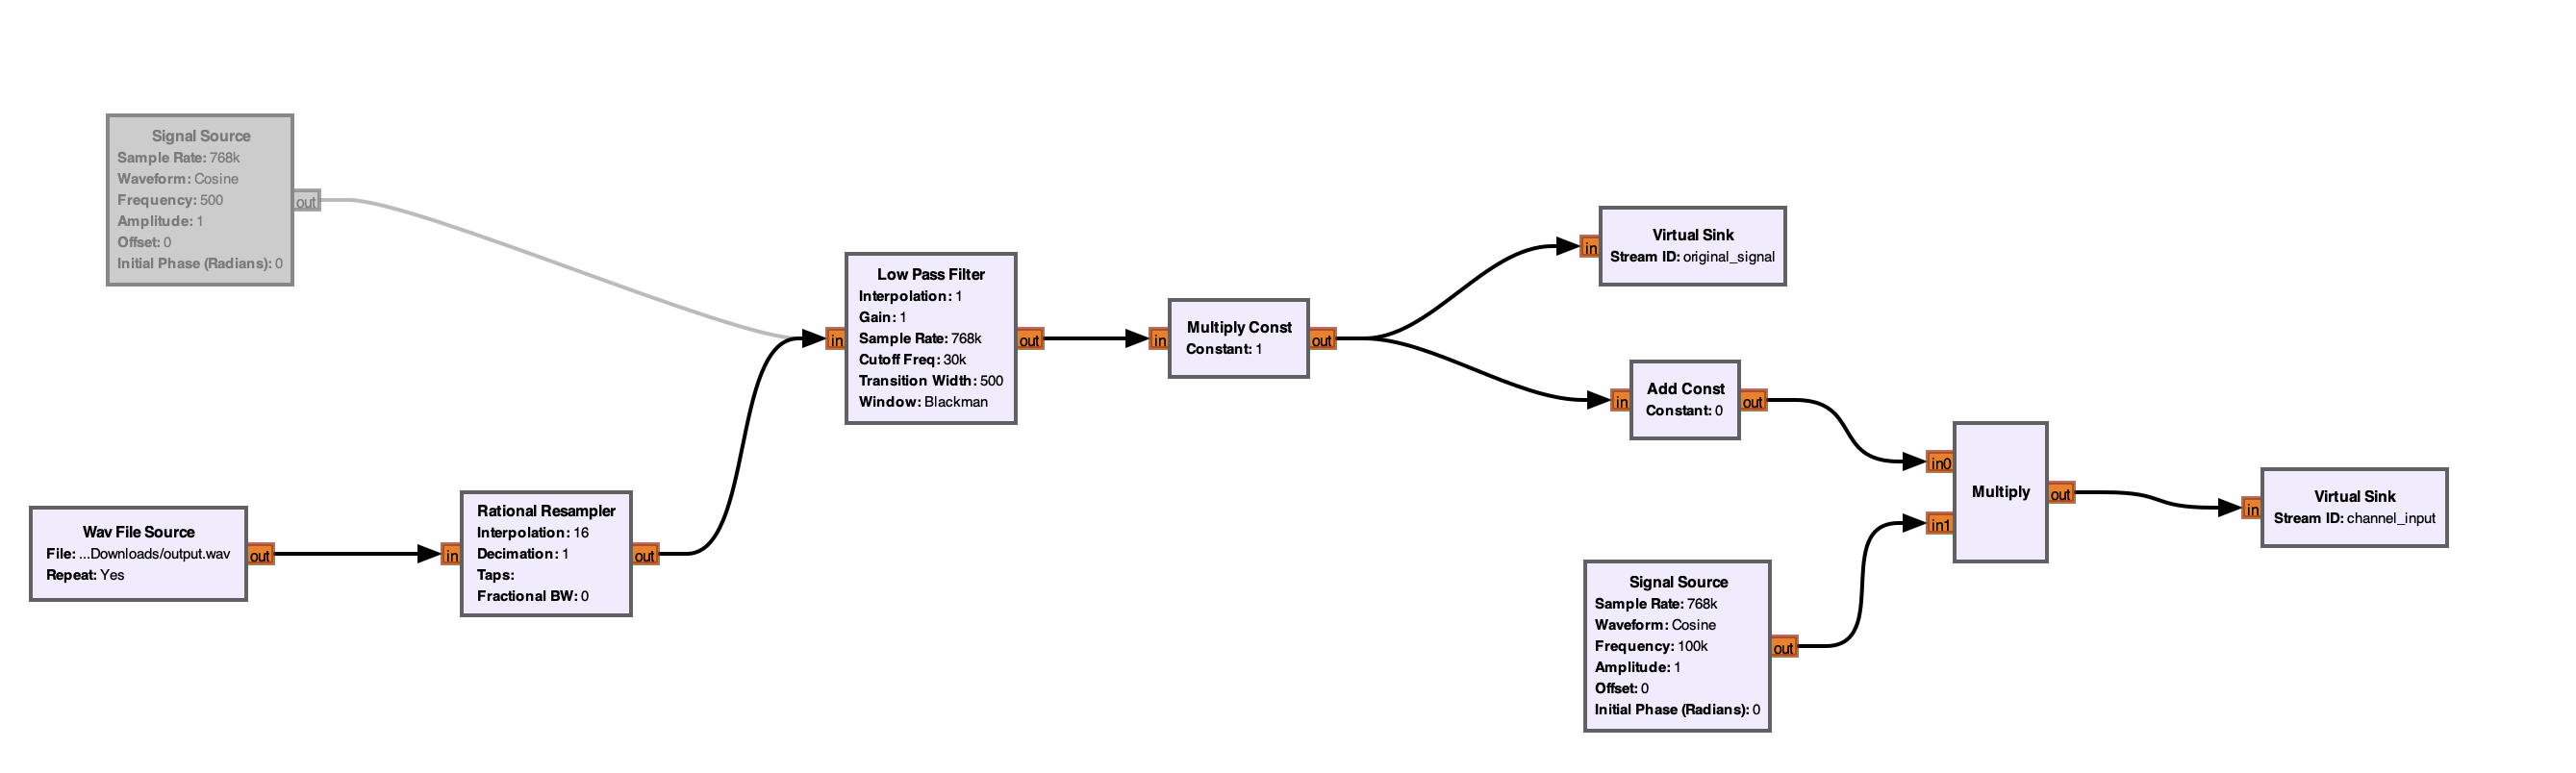 Signal Source
Sample Rate: 768k
Waveform: Cosine
Frequency: 500
Amplitude: 1
Offset: 0
Initial Phase (Radians): 0
out
Wav File Source
File: ...Downloads/output.wav
Repeat: Yes
out
in
Rational Resampler
Interpolation: 16
Decimation: 1
Taps:
Fractional BW: 0
out
in
Low Pass Filter
Interpolation: 1
Gain: 1
Sample Rate: 768k
Cutoff Freq: 30k
Transition Width: 500
Window: Blackman
out
in
Multiply Const
Constant: 1
out
in
Virtual Sink
Stream ID: original_signal
in
Add Const
Constant: 0
out
Signal Source
Sample Rate: 768k
Waveform: Cosine
Frequency: 100k
Amplitude: 1
Offset: 0
Initial Phase (Radians): 0
out
in0
in1
Multiply
out
in
Virtual Sink
Stream ID: channel_input